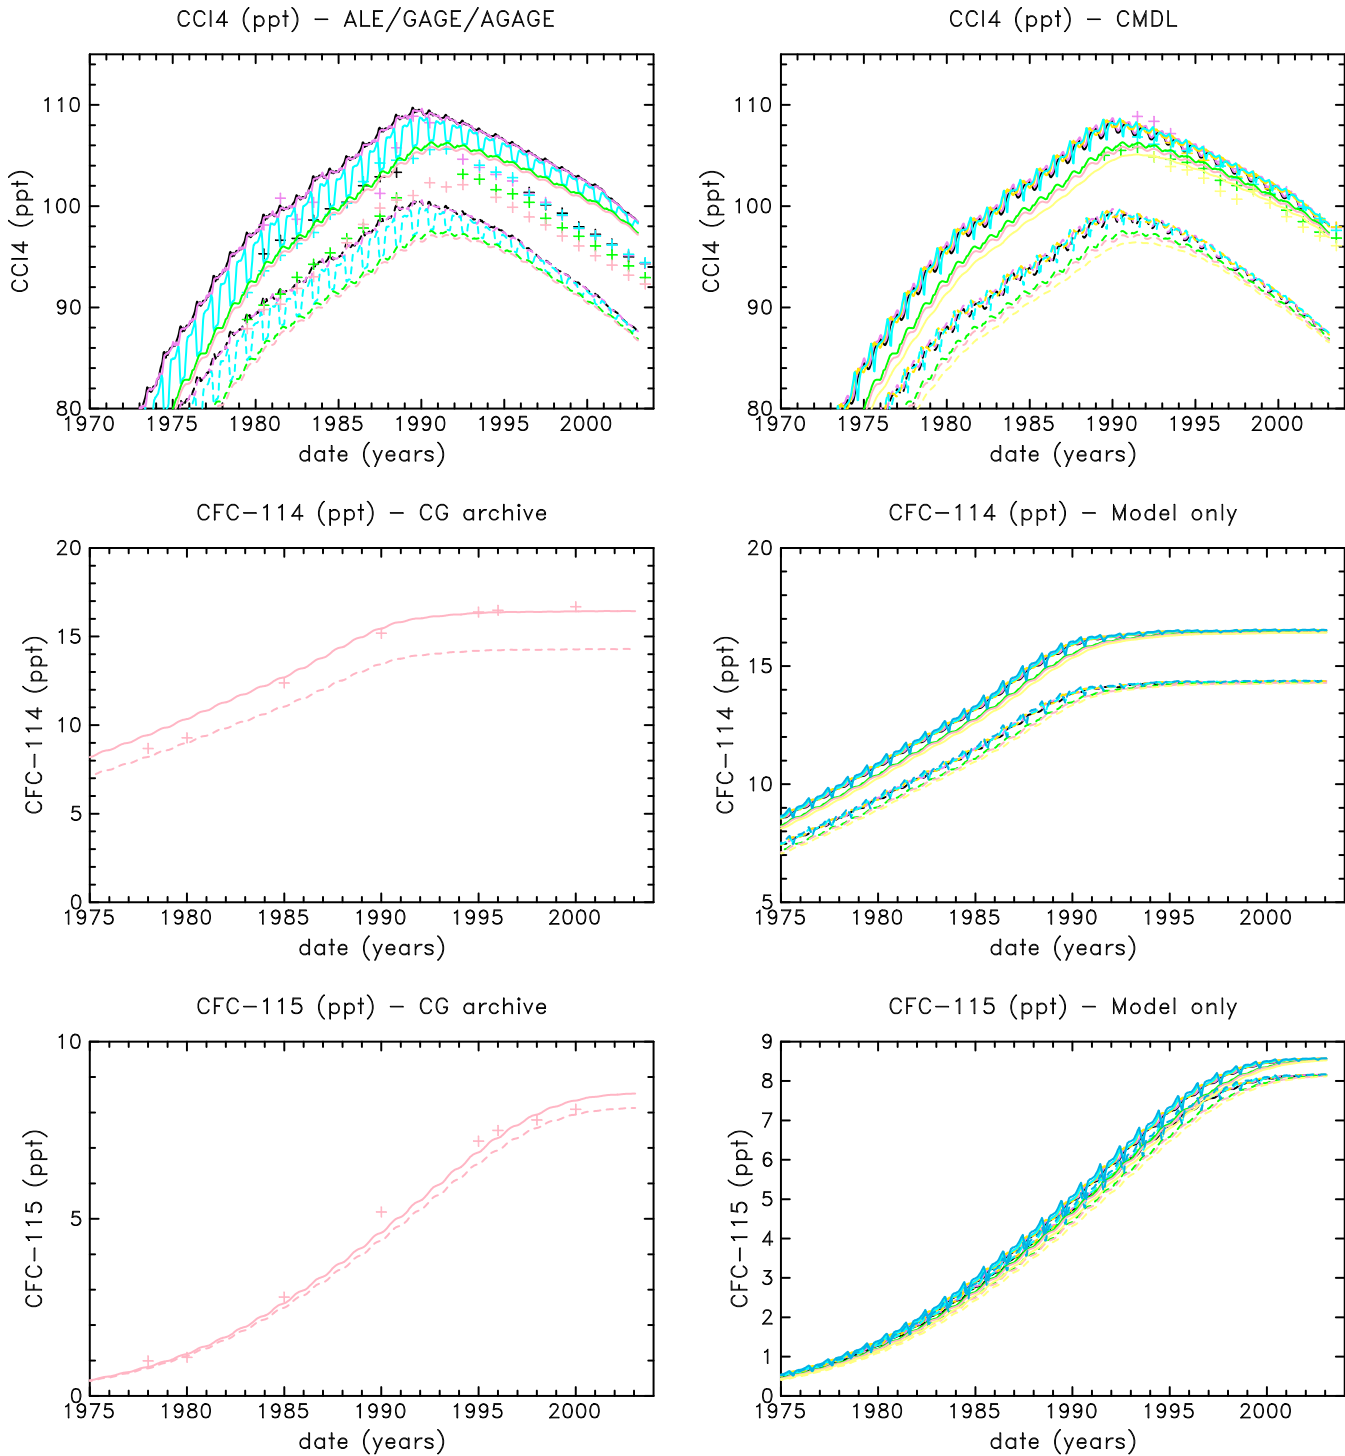 CCl4 (ppt) – ALE/GAGE/AGAGE
CCl4 (ppt)
110
100
90
80
1970 1975 1980 1985 1990 1995 2000
date (years)
CCl4 (ppt) – CMDL
CCl4 (ppt)
110
100
90
80
1970 1975 1980 1985 1990 1995 2000
date (years)
CFC–114 (ppt) – CG archive
CFC–114 (ppt)
20
15
10
5
0
1975 1980 1985 1990 1995 2000
date (years)
CFC–114 (ppt) – Model only
CFC–114 (ppt)
20
15
10
5
1975 1980 1985 1990 1995 2000
date (years)
CFC–115 (ppt) – CG archive
CFC–115 (ppt)
10
5
0
1975 1980 1985 1990 1995 2000
date (years)
CFC–115 (ppt) – Model only
CFC–115 (ppt)
9
8
7
6
5
4
3
2
1
0
1975 1980 1985 1990 1995 2000
date (years)